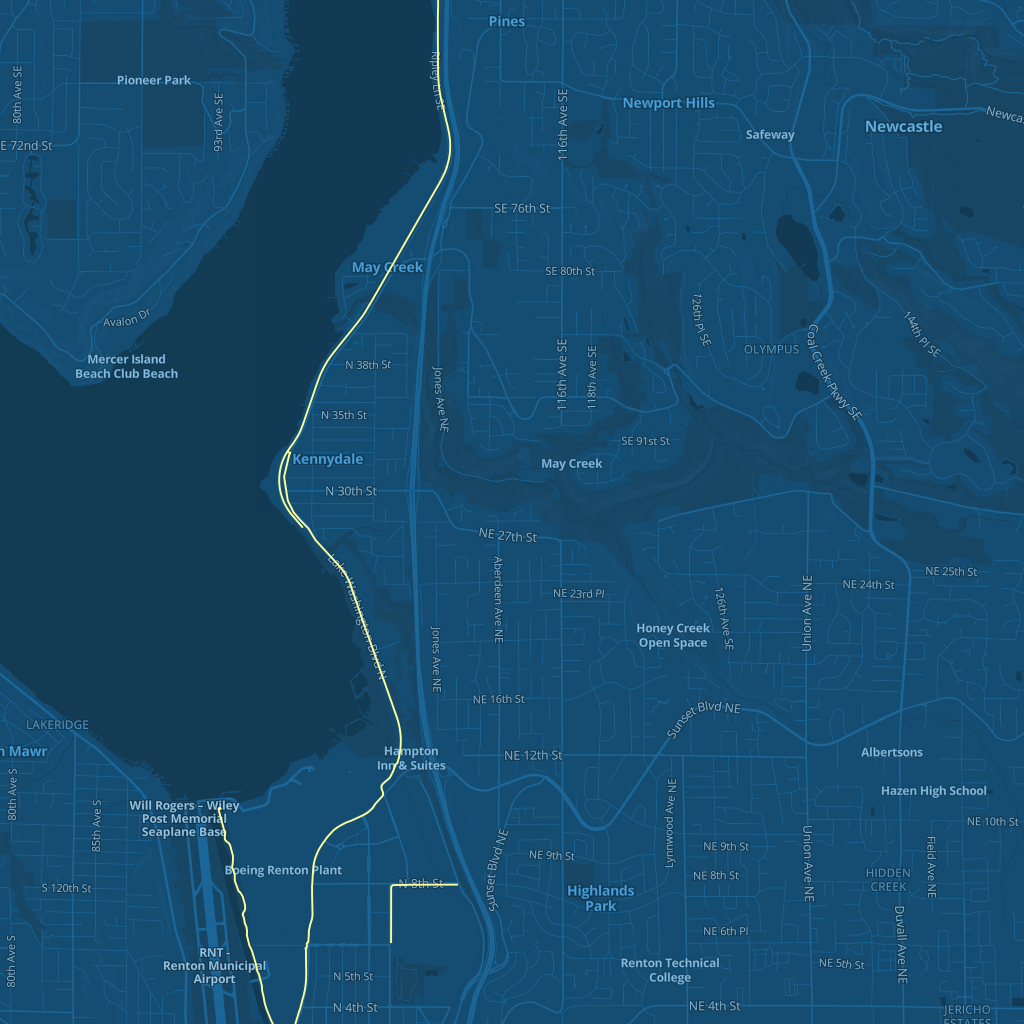 Pines
Ripley Ln SE
Pioneer Park
80th Ave SE
93rd Ave SE
116th Ave SE
Newport Hills
Safeway
Newcastle
Newca
E 72nd St
SE 76th St
May Creek
SE 80th St
Avalon Dr
126th Pl SE
144th Pl SE
OLYMPUS
Coal Creek Pkwy SE
Mercer Island
Beach Club Beach
N 38th St
Jones Ave NE
116th Ave SE
118th Ave SE
N 35th St
SE 91st St
Kennydale
May Creek
N 30th St
NE 27th St
Lake Washington Blvd N
Aberdeen Ave NE
NE 23rd Pl
126th Ave SE
Union Ave NE
NE 24th St
NE 25th St
Honey Creek
Open Space
Jones Ave NE
NE 16th St
Sunset Blvd NE
LAKERIDGE
n Mawr
Hampton
Inn & Suites
NE 12th St
Albertsons
80th Ave S
85th Ave S
Will Rogers – Wiley
Post Memorial
Seaplane Base
Lynnwood Ave NE
Hazen High School
NE 10th St
Sunset Blvd NE
NE 9th St
NE 9th St
Union Ave NE
Field Ave NE
Boeing Renton Plant
N 8th St
NE 8th St
HIDDEN
CREEK
S 120th St
Highlands
Park
Duvall Ave NE
NE 6th Pl
80th Ave S
RNT -
Renton Municipal
Airport
N 5th St
Renton Technical
College
NE 5th St
N 4th St
NE 4th St
JERICHO
ESTATES